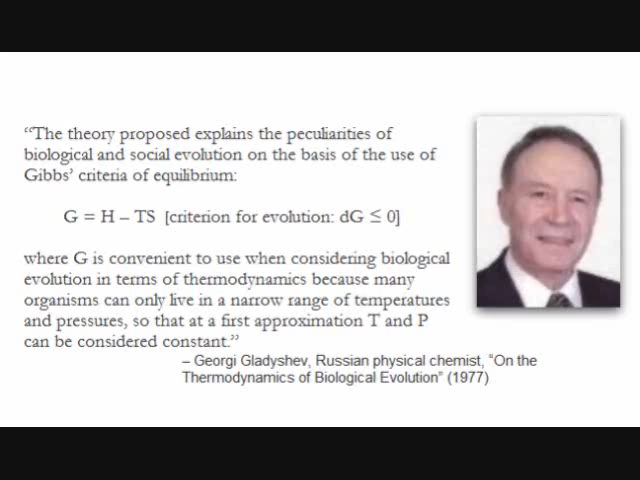 “The theory proposed explains the peculiarities of
biological and social evolution on the basis of the use of
Gibbs’ criteria of equilibrium:
G = H – TS [criterion for evolution: dG ≤ 0]
where G is convenient to use when considering biological
evolution in terms of thermodynamics because many
organisms can only live in a narrow range of temperatures
and pressures, so that at a first approximation T and P
can be considered constant.”
– Georgi Gladyshev, Russian physical chemist, “On the
Thermodynamics of Biological Evolution” (1977)